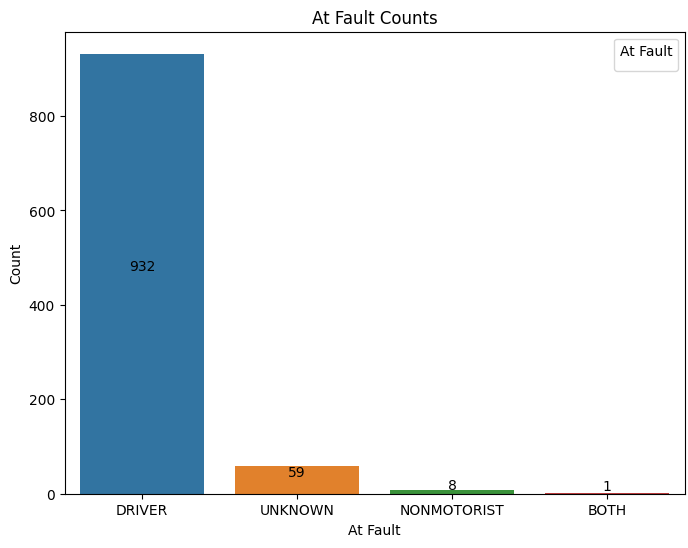 At Fault Counts
At Fault
Count
800
600
400
200
0
932
59
8
1
DRIVER
UNKNOWN
NONMOTORIST
BOTH
At Fault